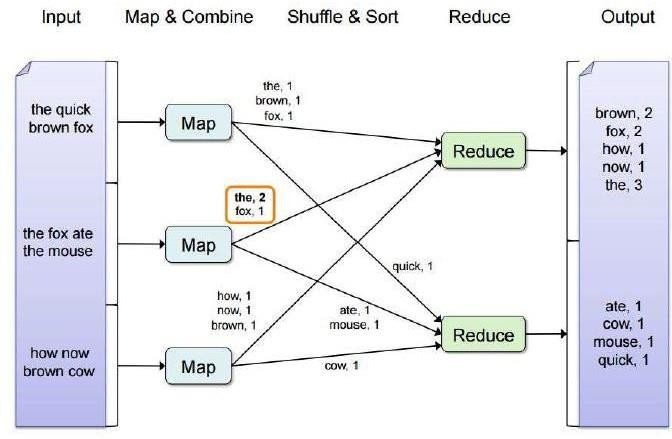 Input
Map & Combine
Shuffle & Sort
Reduce
Output
the quick
brown fox
the fox ate
the mouse
how now
brown cow
Map
Map
Map
the, 1
brown, 1
fox, 1
the, 2
fox, 1
how, 1
now, 1
brown, 1
quick, 1
ate, 1
mouse, 1
cow, 1
Reduce
Reduce
brown, 2
fox, 2
how, 1
now, 1
the, 3
ate, 1
cow, 1
mouse, 1
quick, 1